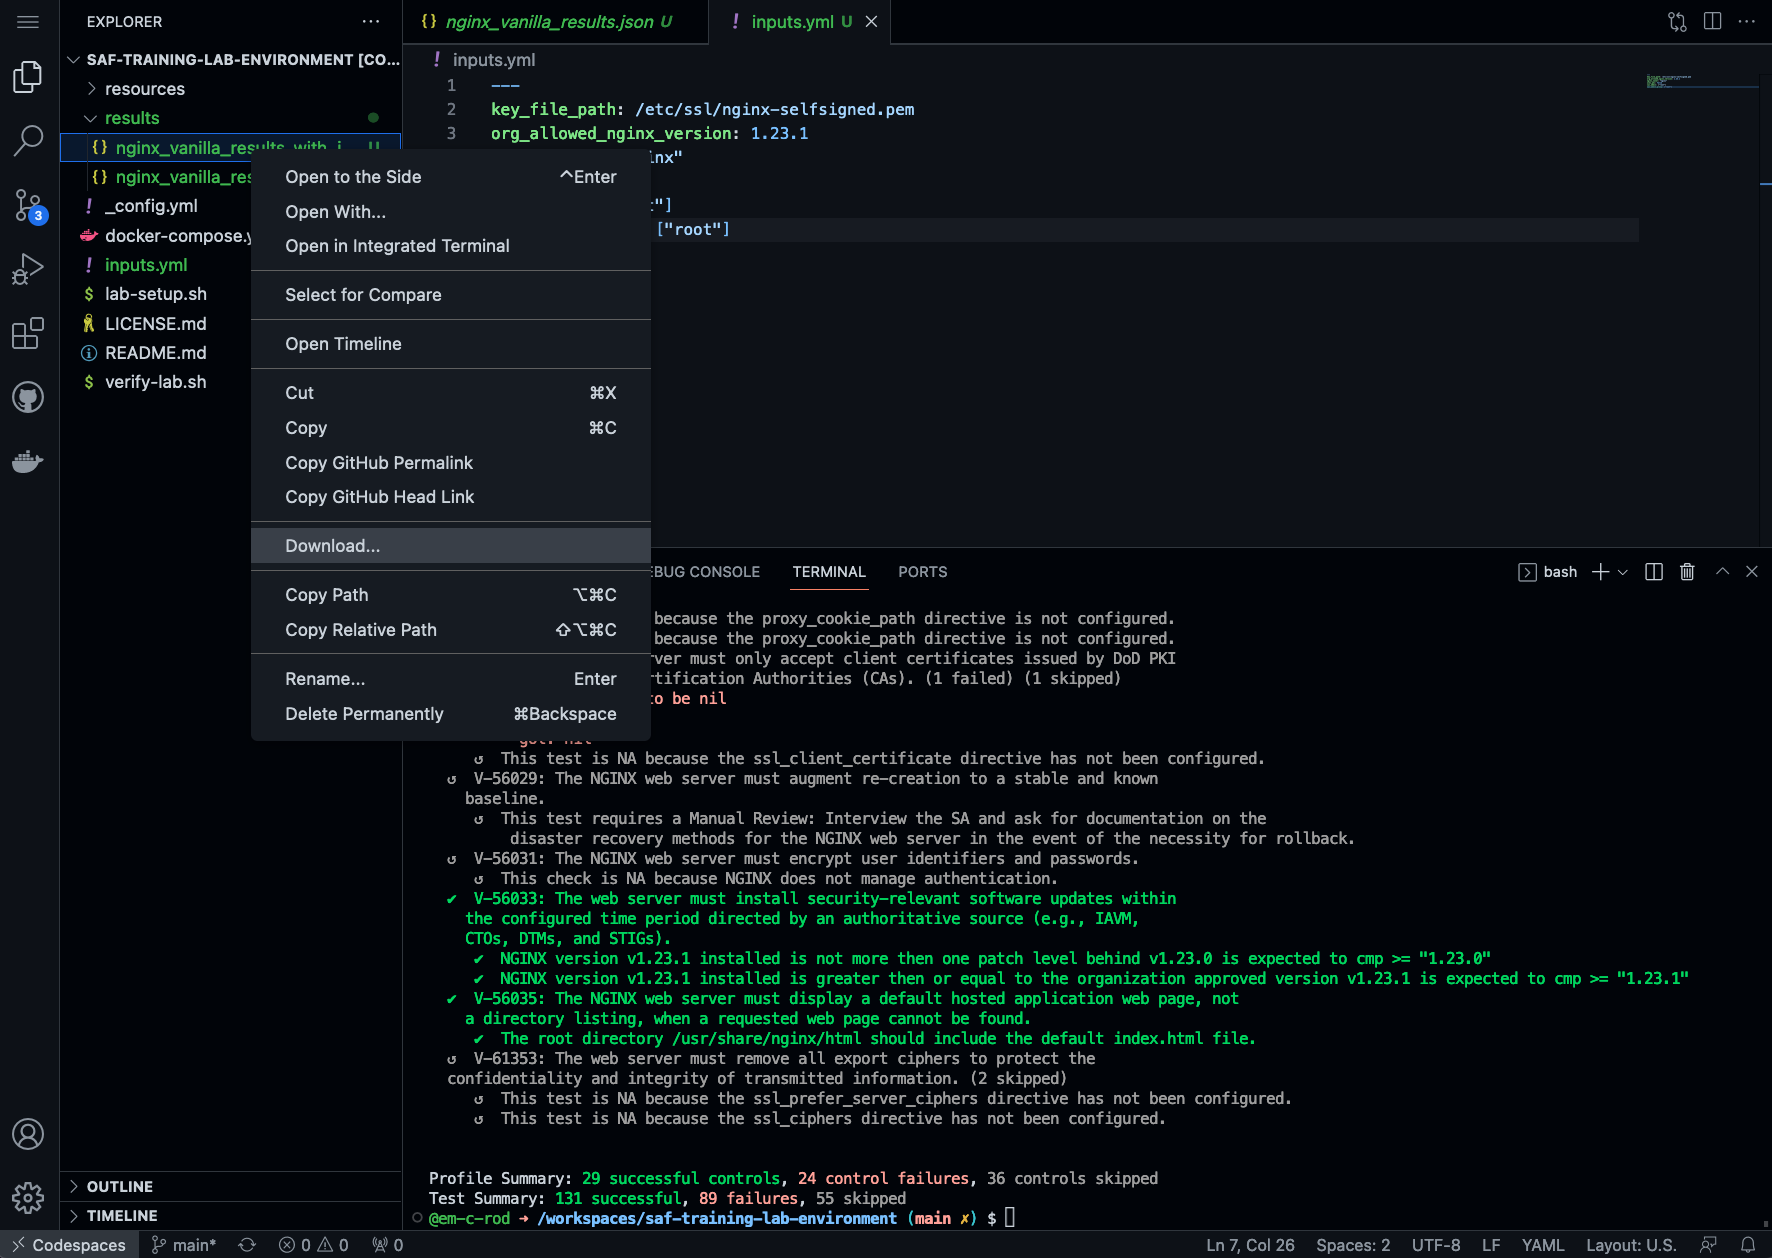 EXPLORER
SAF-TRAINING-LAB-ENVIRONMENT [CO...
resources
results
nginx_vanilla_results_with_i U
nginx_vanilla_res
_config.yml
docker-compose.y
inputs.yml
lab-setup.sh
LICENSE.md
README.md
verify-lab.sh
OUTLINE
TIMELINE
3
{} nginx_vanilla_results.json U
! inputs.yml U
! inputs.yml
1 ---
2 key_file_path: /etc/ssl/nginx-selfsigned.pem
3 org_allowed_nginx_version: 1.23.1
inx"
"]
["root"]
Open to the Side ^Enter
Open With...
Open in Integrated Terminal
Select for Compare
Open Timeline
Cut ⌘X
Copy ⌘C
Copy GitHub Permalink
Copy GitHub Head Link
Download...
Copy Path ⌥⌘C
Copy Relative Path ⇧⌥⌘C
Rename... Enter
Delete Permanently ⌘Backspace
EBUG CONSOLE TERMINAL PORTS bash
because the proxy_cookie_path directive is not configured.
because the proxy_cookie_path directive is not configured.
rver must only accept client certificates issued by DoD PKI
rtification Authorities (CAs). (1 failed) (1 skipped)
to be nil
got: nil
↺ This test is NA because the ssl_client_certificate directive has not been configured.
↺ V-56029: The NGINX web server must augment re-creation to a stable and known
baseline.
↺ This test requires a Manual Review: Interview the SA and ask for documentation on the
disaster recovery methods for the NGINX web server in the event of the necessity for rollback.
↺ V-56031: The NGINX web server must encrypt user identifiers and passwords.
↺ This check is NA because NGINX does not manage authentication.
✔ V-56033: The web server must install security-relevant software updates within
the configured time period directed by an authoritative source (e.g., IAVM,
CTOs, DTMs, and STIGs).
✔ NGINX version v1.23.1 installed is not more then one patch level behind v1.23.0 is expected to cmp >= "1.23.0"
✔ NGINX version v1.23.1 installed is greater then or equal to the organization approved version v1.23.1 is expected to cmp >= "1.23.1"
✔ V-56035: The NGINX web server must display a default hosted application web page, not
a directory listing, when a requested web page cannot be found.
✔ The root directory /usr/share/nginx/html should include the default index.html file.
↺ V-61353: The web server must remove all export ciphers to protect the
confidentiality and integrity of transmitted information. (2 skipped)
↺ This test is NA because the ssl_prefer_server_ciphers directive has not been configured.
↺ This test is NA because the ssl_ciphers directive has not been configured.
Profile Summary: 29 successful controls, 24 control failures, 36 controls skipped
Test Summary: 131 successful, 89 failures, 55 skipped
@em-c-rod ➜ /workspaces/saf-training-lab-environment (main ✗) $
Codespaces main* 0 0 0 Ln 7, Col 26 Spaces: 2 UTF-8 LF YAML Layout: U.S.